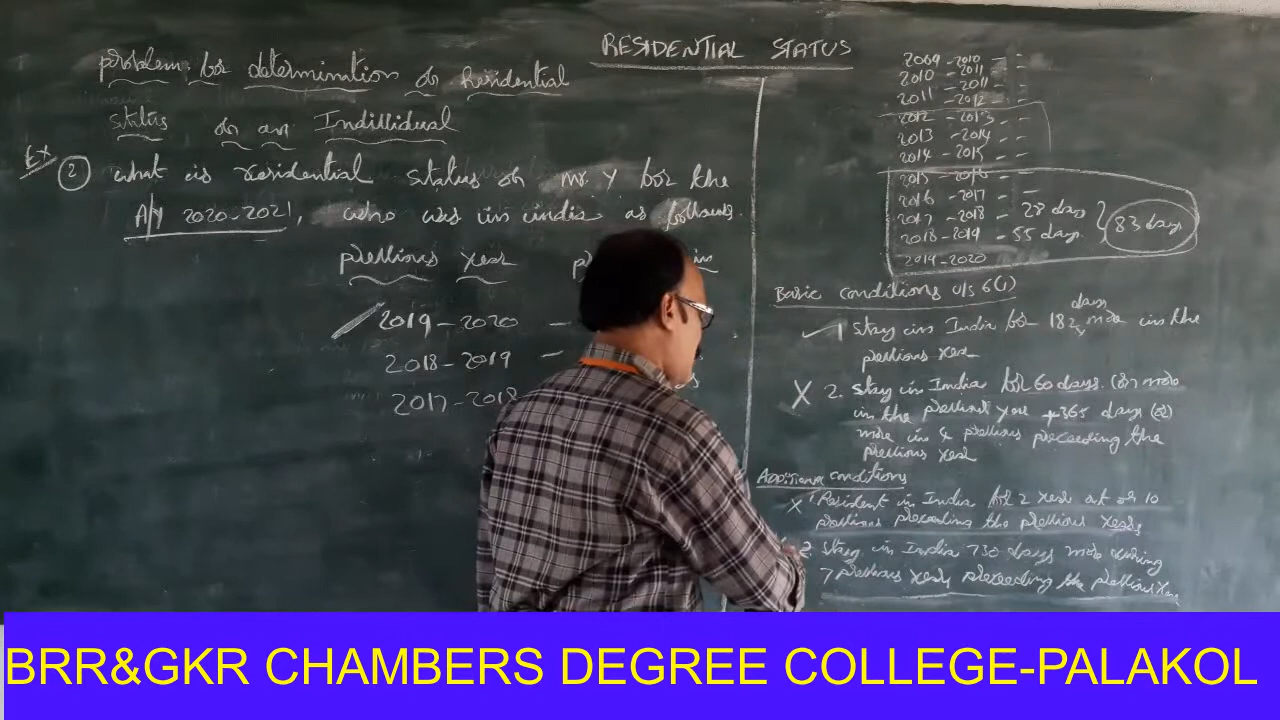 RESIDENTIAL STATUS
problem for determination of Residential
status of an Individual
Ex
2 what is residential status of Mr. Y for the
A/Y 2020-2021, who was in india as follows.
previous year in
2019-2020 -
2018-2019 -
2017-2018 -
2009-2010 --
2010-2011 --
2011-2012 --
2012-2013 --
2013-2014 --
2014-2015 --
2015-2016 --
2016-2017 - -
2017-2018 - 28 days
2018-2019 - 55 days } 83 days
2019-2020
Basic conditions u/s 6(1)
1 Stay in India for 182 days more in the
previous year
X 2. Stay in India for 60 days (or) more
in the previous year + 365 days (or)
more in 4 previous preceeding the
previous year
Additional conditions
X 1 Resident in India for 2 year out of 10
previous preceeding the previous years
2. Stay in India 730 days more during
7 previous years preceeding the previous year
BRR&GKR CHAMBERS DEGREE COLLEGE-PALAKOL